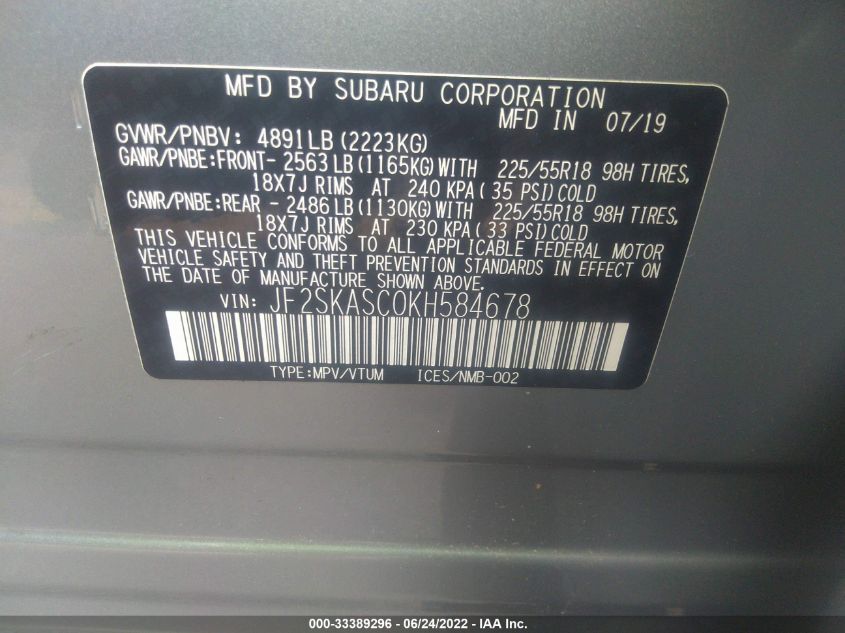 MFD BY SUBARU CORPORATION
MFD IN 07/19
GVWR/PNBV: 4891LB (2223KG)
GAWR/PNBE:FRONT- 2563 LB (1165KG) WITH 225/55R18 98H TIRES,
18X7J RIMS AT 240 KPA( 35 PSI) COLD
GAWR/PNBE:REAR - 2486 LB (1130KG) WITH 225/55R18 98H TIRES,
18X7J RIMS AT 230 KPA( 33 PSI) COLD
THIS VEHICLE CONFORMS TO ALL APPLICABLE FEDERAL MOTOR
VEHICLE SAFETY AND THEFT PREVENTION STANDARDS IN EFFECT ON
THE DATE OF MANUFACTURE SHOWN ABOVE.
VIN: JF2SKASC0KH584678
TYPE:MPV/VTUM ICES/NMB-002
000-33389296 - 06/24/2022 - IAA Inc.